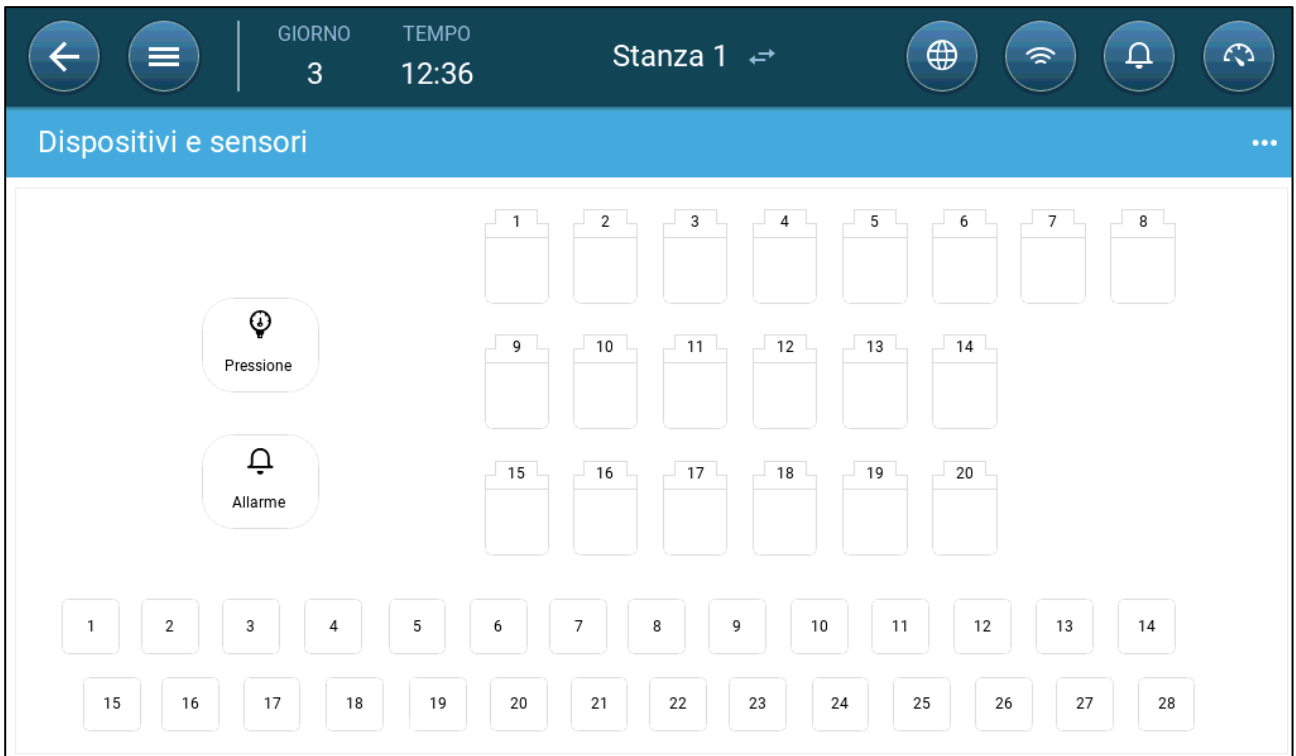 GIORNO TEMPO
3 12:36 Stanza 1
Dispositivi e sensori
1 2 3 4 5 6 7 8
Pressione
9 10 11 12 13 14
Allarme
15 16 17 18 19 20
1 2 3 4 5 6 7 8 9 10 11 12 13 14
15 16 17 18 19 20 21 22 23 24 25 26 27 28